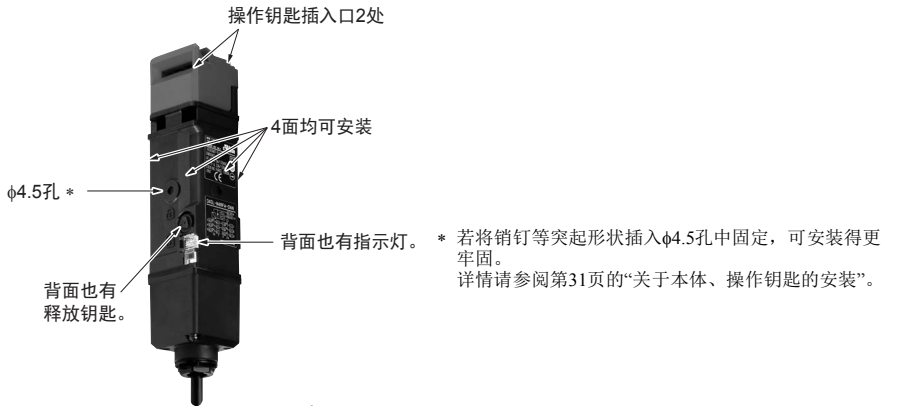 操作钥匙插入口2处
4面均可安装
ϕ4.5孔 *
背面也有指示灯。
* 若将销钉等突起形状插入ϕ4.5孔中固定，可安装得更
牢固。
详情请参阅第31页的“关于本体、操作钥匙的安装”。
背面也有
释放钥匙。